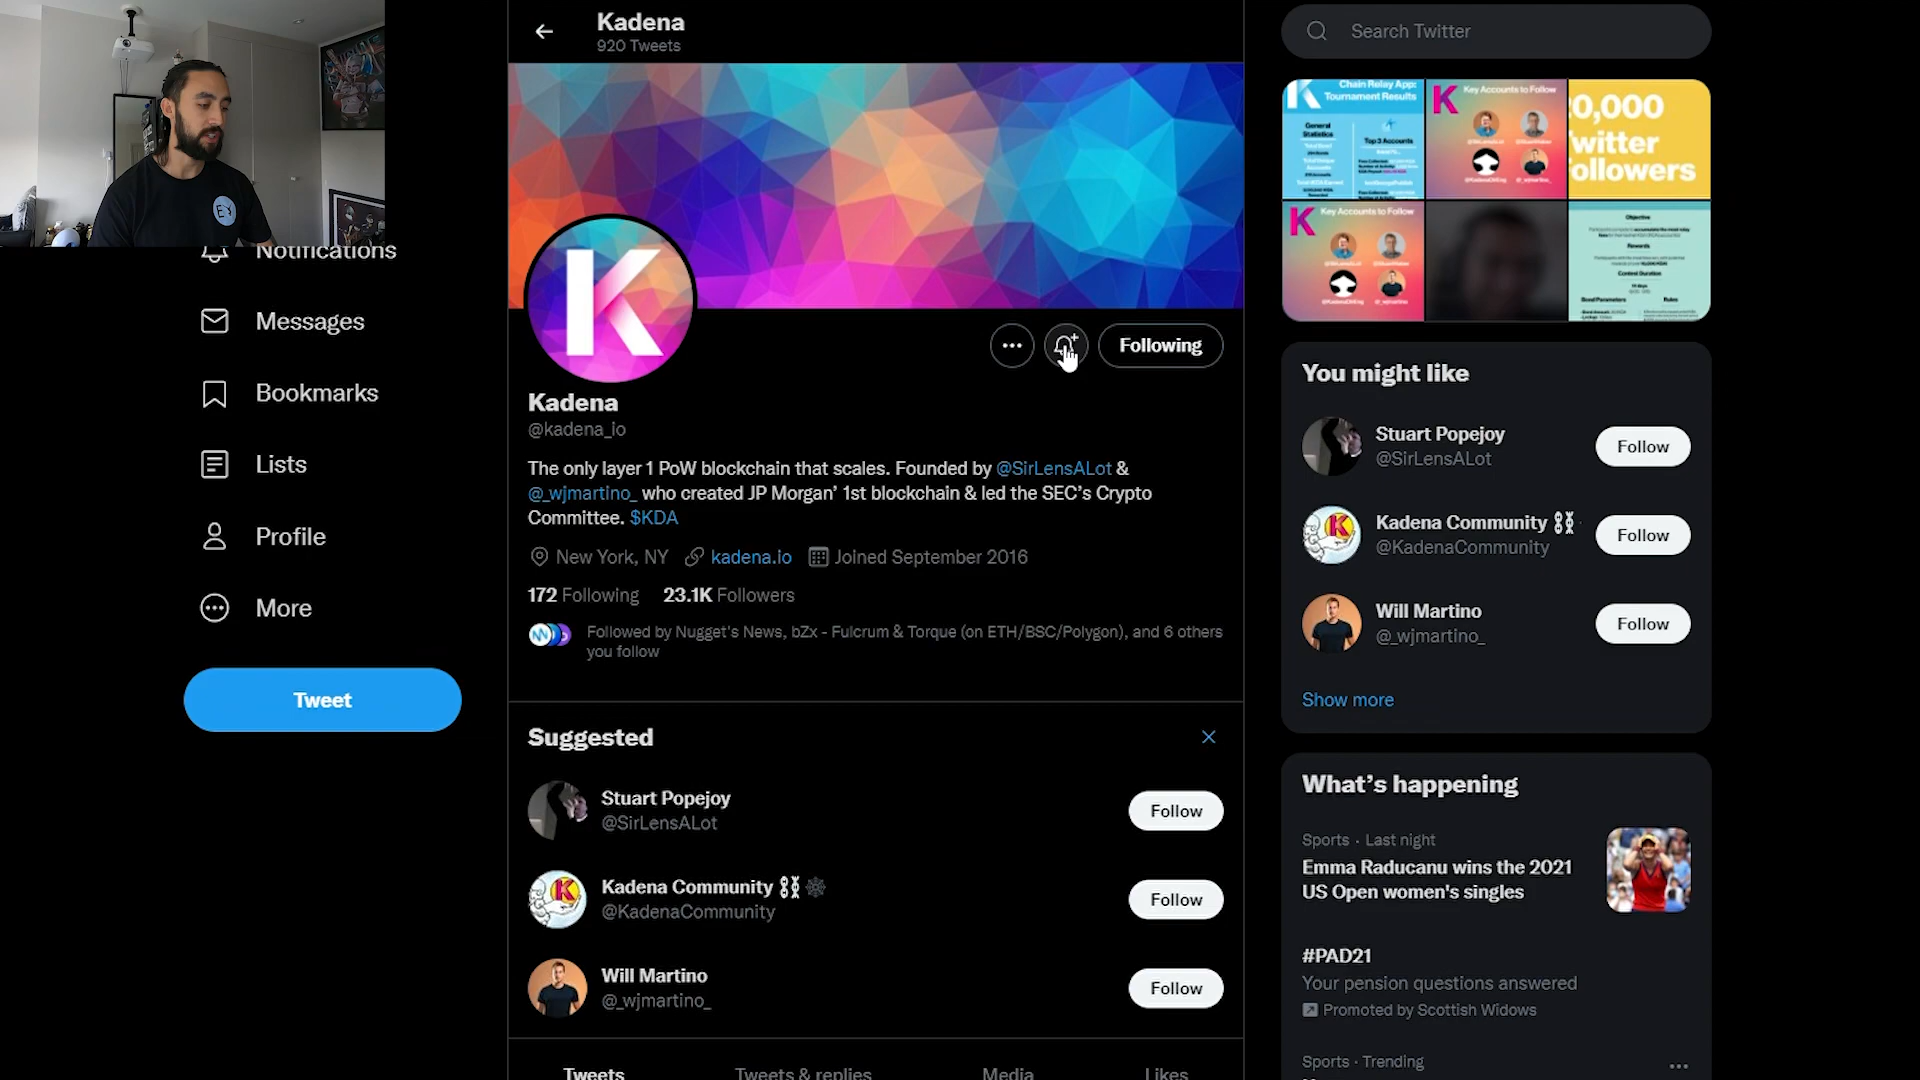 Kadena
920 Tweets
Search Twitter
Chain Relay App:
Tournament Results
General
Statistics
Top 3 Accounts
K
Key Accounts to Follow
0,000
Twitter
Followers
K
Key Accounts to Follow
Objective
Rewards
Contest Duration
Rules
Notifications
Messages
Bookmarks
Lists
Profile
More
Tweet
K
Following
Kadena
@kadena_io
The only layer 1 PoW blockchain that scales. Founded by @SirLensALot &
@_wjmartino_ who created JP Morgan’ 1st blockchain & led the SEC’s Crypto
Committee. $KDA
New York, NY kadena.io Joined September 2016
172 Following 23.1K Followers
Followed by Nugget's News, bZx - Fulcrum & Torque (on ETH/BSC/Polygon), and 6 others
you follow
Suggested
Stuart Popejoy
@SirLensALot
Follow
Kadena Community
@KadenaCommunity
Follow
Will Martino
@_wjmartino_
Follow
Tweets Tweets & replies Media Likes
You might like
Stuart Popejoy
@SirLensALot
Follow
Kadena Community
@KadenaCommunity
Follow
Will Martino
@_wjmartino_
Follow
Show more
What’s happening
Sports · Last night
Emma Raducanu wins the 2021
US Open women's singles
#PAD21
Your pension questions answered
Promoted by Scottish Widows
Sports · Trending